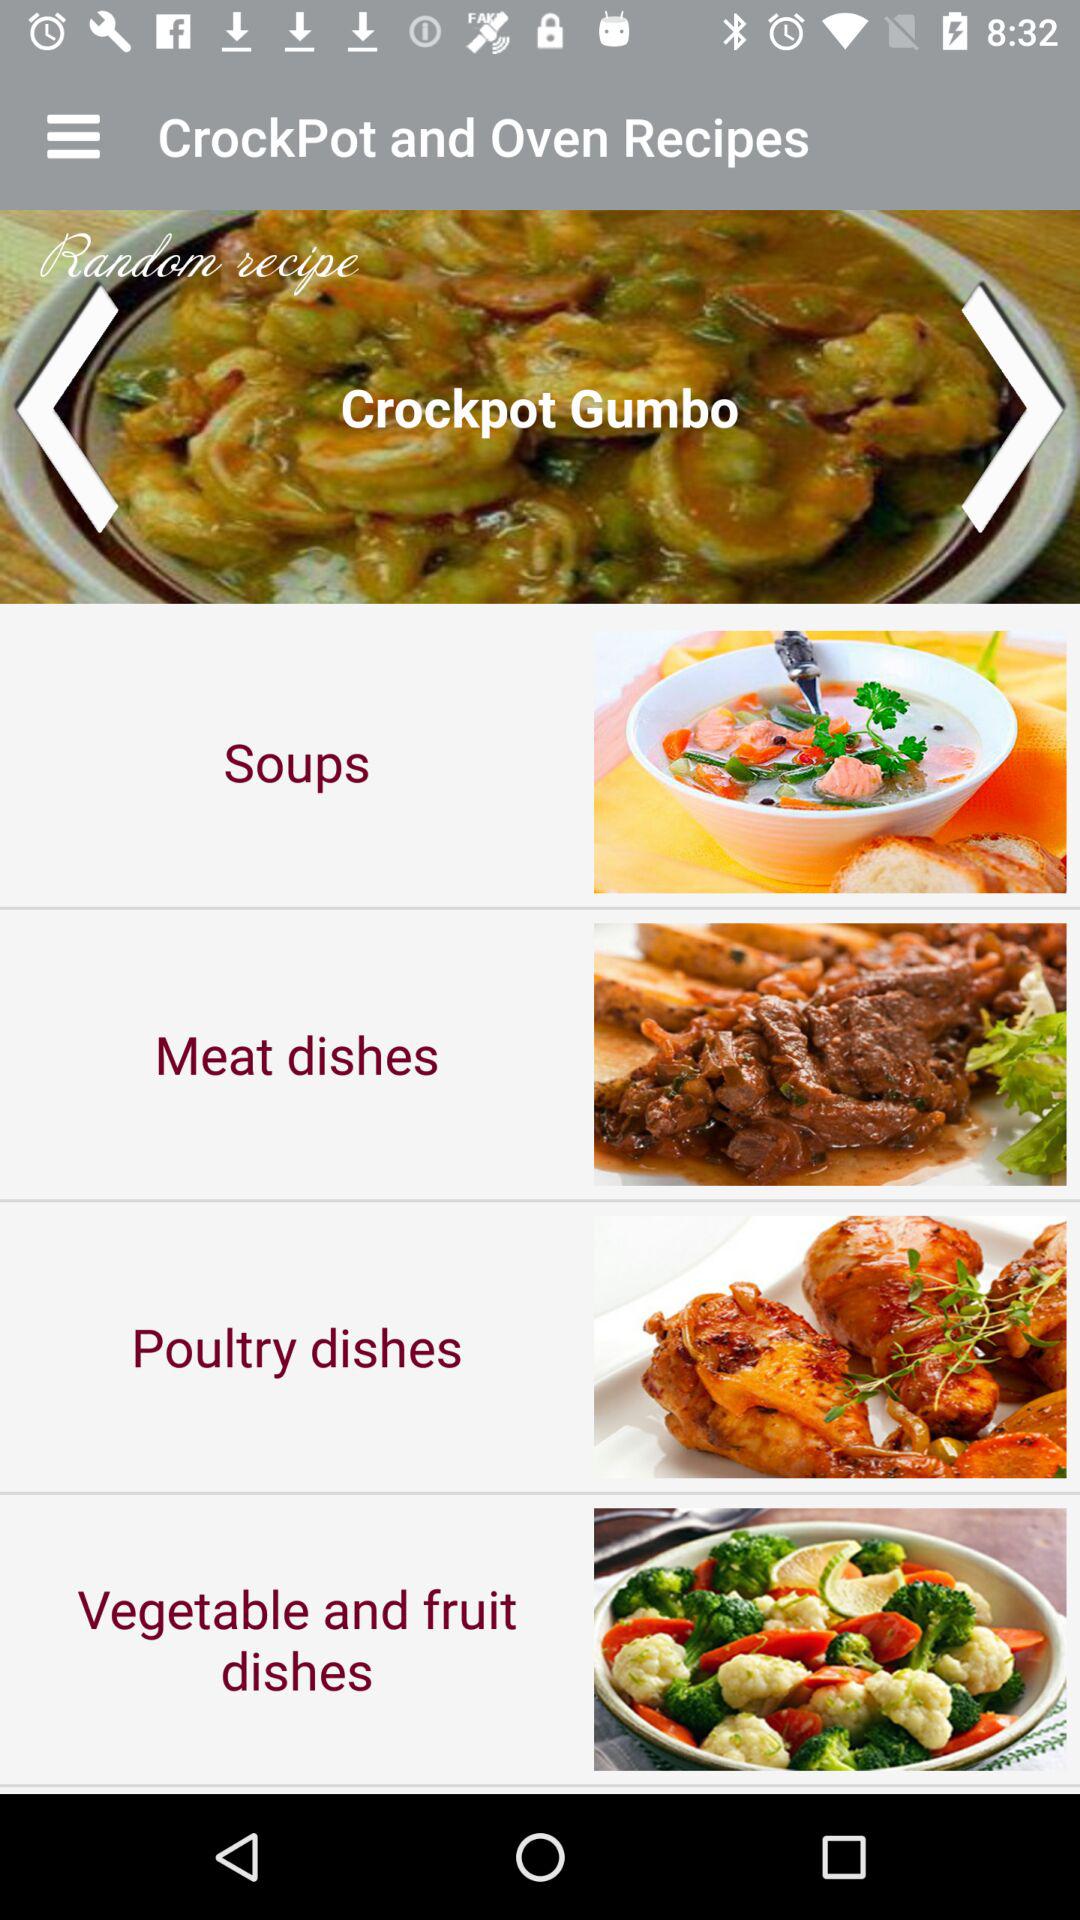 FAKE
8:32
CrockPot and Oven Recipes
Random recipe
Crockpot Gumbo
Soups
Meat dishes
Poultry dishes
Vegetable and fruit
dishes